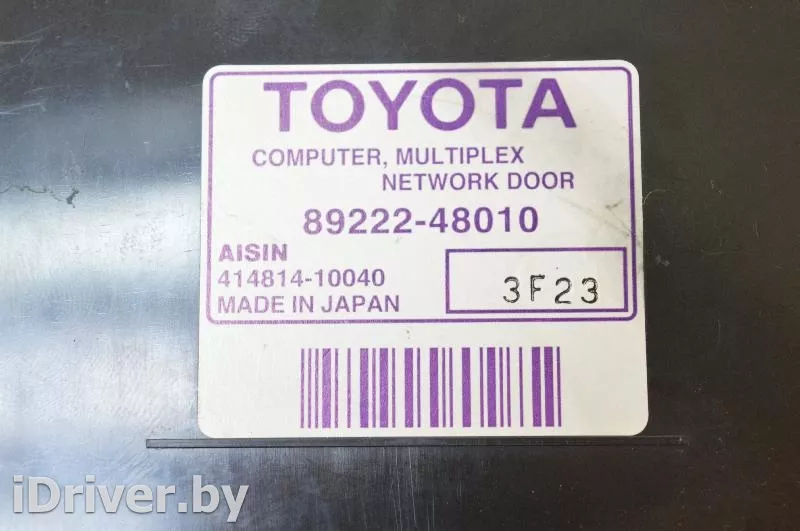 TOYOTA
COMPUTER, MULTIPLEX
NETWORK DOOR
89222-48010
AISIN
414814-10040
MADE IN JAPAN
3F23
iDriver.by